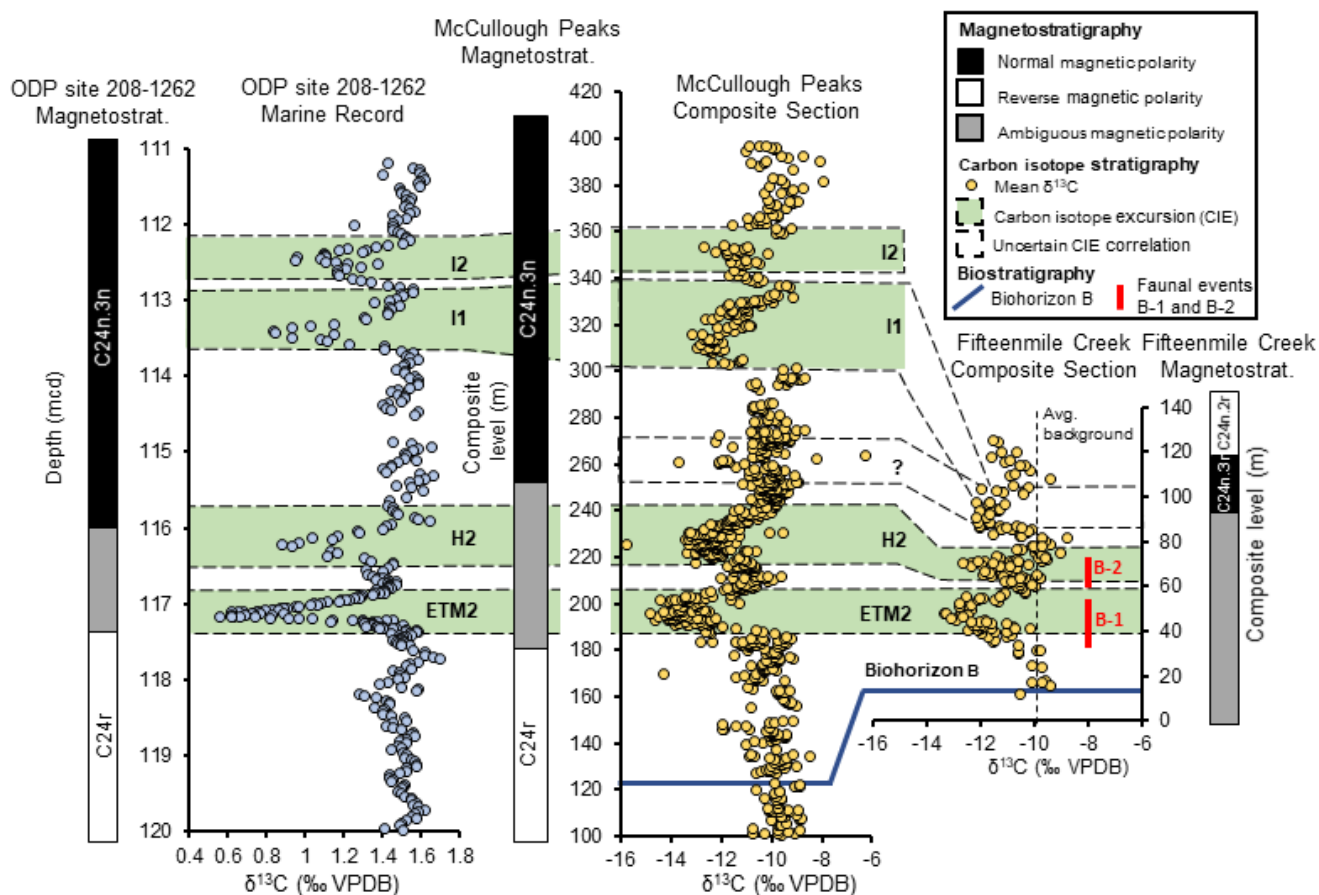 ODP site 208-1262
Magnetostrat.
ODP site 208-1262
Marine Record
McCullough Peaks
Magnetostrat.
McCullough Peaks
Composite Section
Magnetostratigraphy
Normal magnetic polarity
Reverse magnetic polarity
Ambiguous magnetic polarity
Carbon isotope stratigraphy
Mean δ¹³C
Carbon isotope excursion (CIE)
Uncertain CIE correlation
Biostratigraphy
Biohorizon B
Faunal events
B-1 and B-2
Fifteenmile Creek
Composite Section
Fifteenmile Creek
Magnetostrat.
C24n.3n
C24r
Depth (mcd)
111
112
113
114
115
116
117
118
119
120
0.4 0.6 0.8 1 1.2 1.4 1.6 1.8
δ¹³C (‰ VPDB)
I2
I1
H2
ETM2
C24n.3n
C24r
Composite level (m)
420
400
380
360
340
320
300
280
260
240
220
200
180
160
140
120
100
-16 -14 -12 -10 -8 -6
δ¹³C (‰ VPDB)
I2
I1
?
H2
ETM2
Biohorizon B
Avg.
background
B-2
B-1
-16 -14 -12 -10 -8 -6
δ¹³C (‰ VPDB)
140
120
100
80
60
40
20
0
C24n.2r
C24n.3n
Composite level (m)